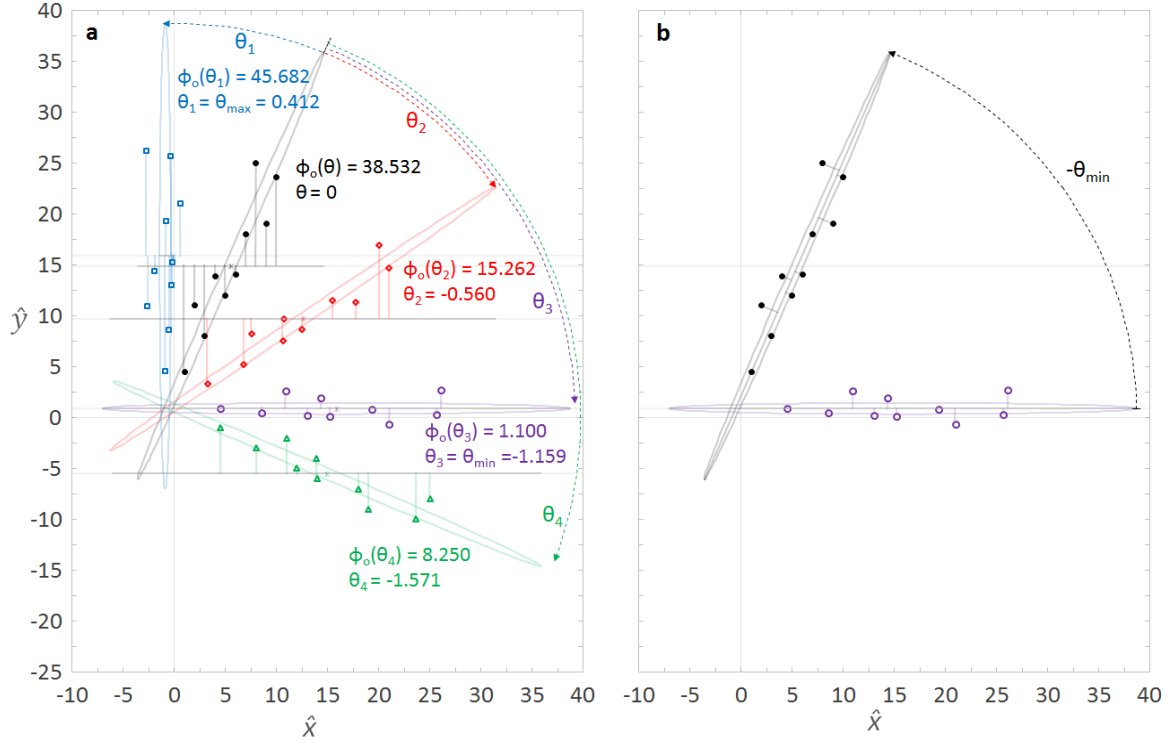 a
b
θ1
ϕo(θ1) = 45.682
θ1 = θmax = 0.412
θ2
ϕo(θ) = 38.532
θ = 0
-θmin
ϕo(θ2) = 15.262
θ2 = -0.560
θ3
ϕo(θ3) = 1.100
θ3 = θmin = -1.159
θ4
ϕo(θ4) = 8.250
θ4 = -1.571
40
35
30
25
20
15
10
5
0
-5
-10
-15
-20
-25
ŷ
-10 -5 0 5 10 15 20 25 30 35 40
-10 -5 0 5 10 15 20 25 30 35 40
x̂
x̂